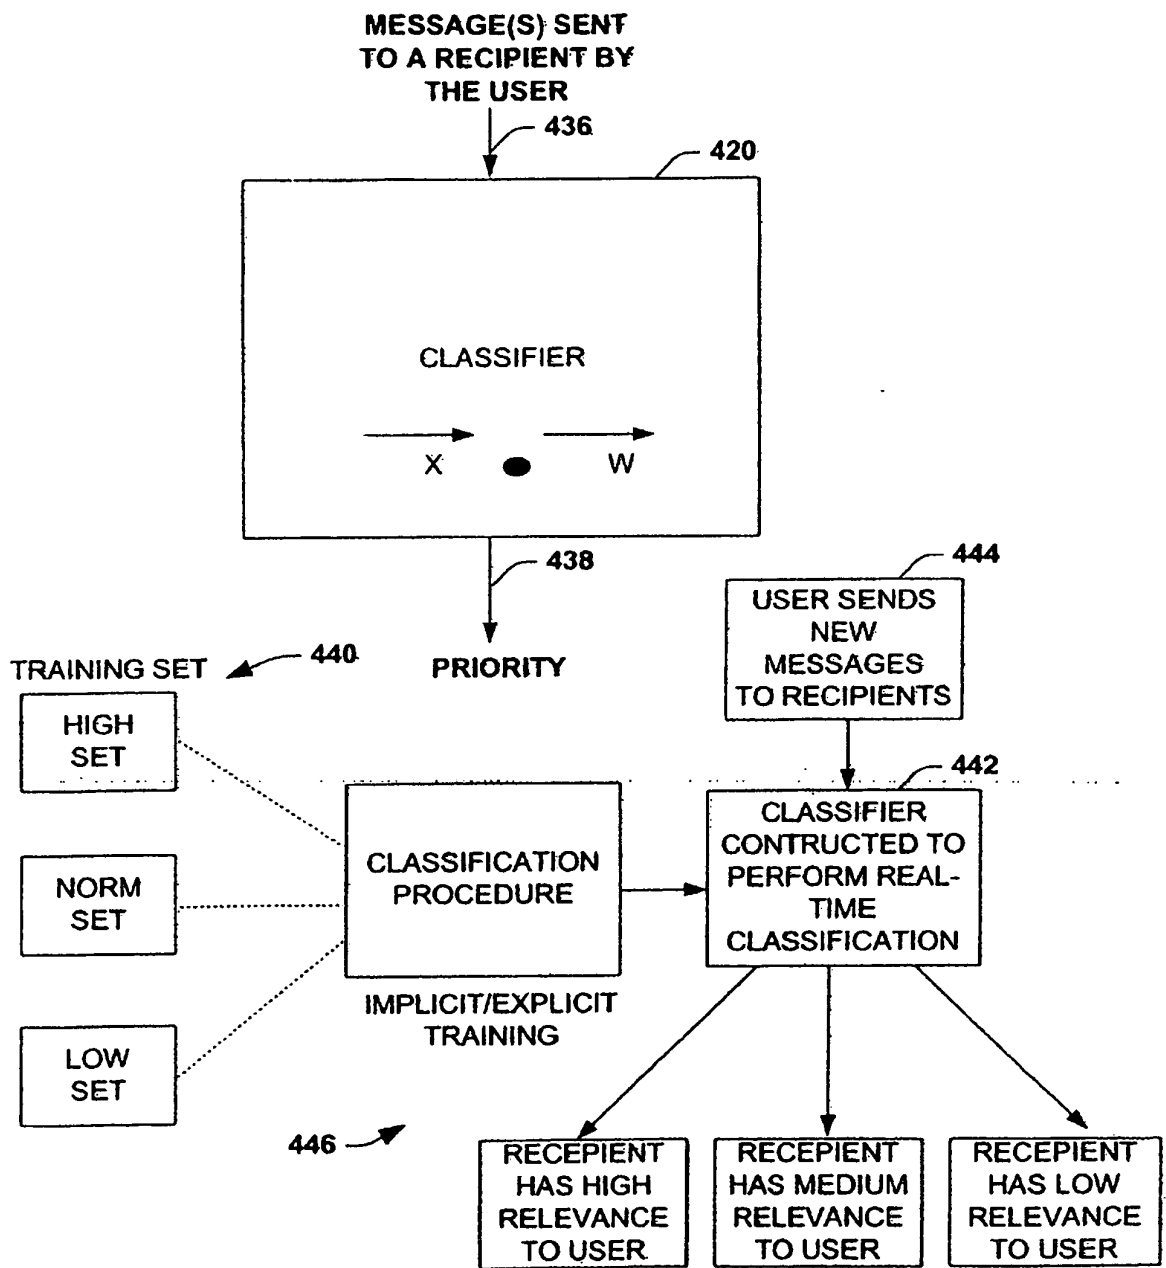 MESSAGE(S) SENT
TO A RECIPIENT BY
THE USER
436
420
CLASSIFIER
X
W
438
444
USER SENDS
NEW
MESSAGES
TO RECIPIENTS
PRIORITY
TRAINING SET
440
HIGH
SET
442
CLASSIFIER
CONTRUCTED TO
PERFORM REAL-
TIME
CLASSIFICATION
CLASSIFICATION
PROCEDURE
NORM
SET
IMPLICIT/EXPLICIT
TRAINING
LOW
SET
446
RECEPIENT
HAS HIGH
RELEVANCE
TO USER
RECEPIENT
HAS MEDIUM
RELEVANCE
TO USER
RECEPIENT
HAS LOW
RELEVANCE
TO USER